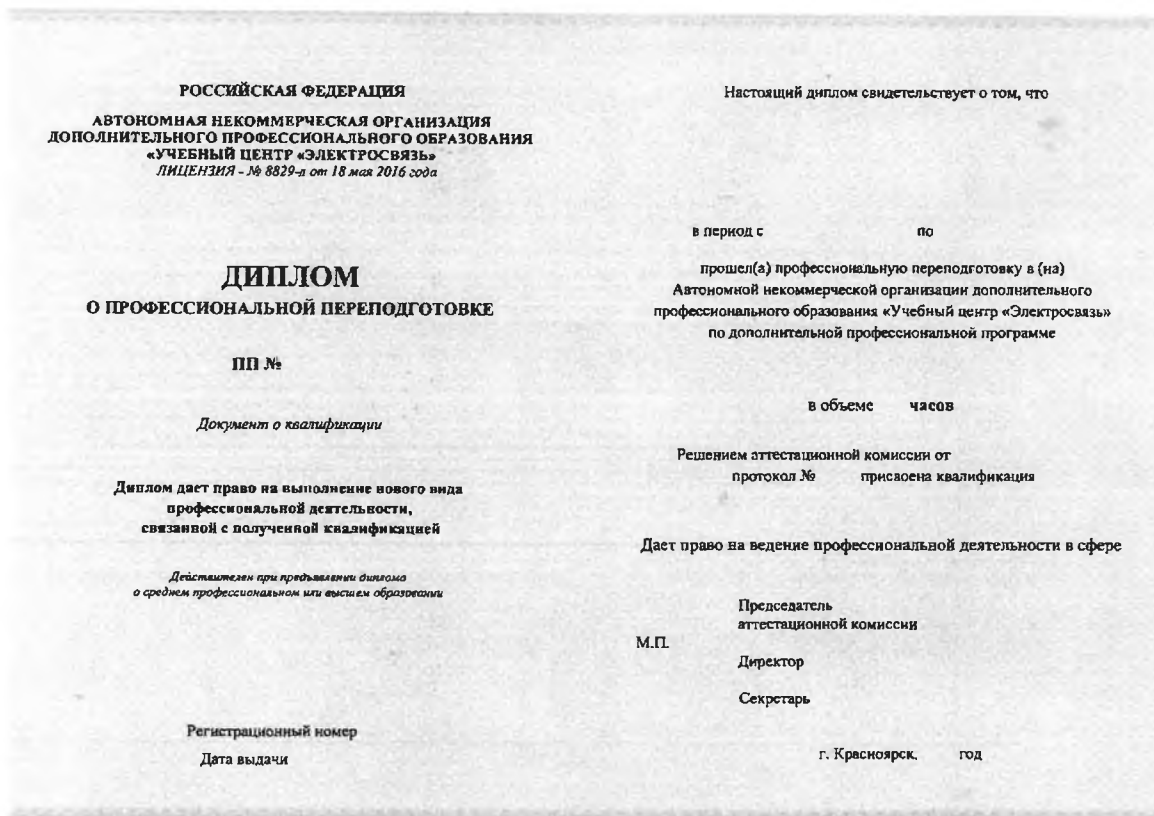 РОССИЙСКАЯ ФЕДЕРАЦИЯ
АВТОНОМНАЯ НЕКОММЕРЧЕСКАЯ ОРГАНИЗАЦИЯ
ДОПОЛНИТЕЛЬНОГО ПРОФЕССИОНАЛЬНОГО ОБРАЗОВАНИЯ
«УЧЕБНЫЙ ЦЕНТР «ЭЛЕКТРОСВЯЗЬ»
ЛИЦЕНЗИЯ - № 8829-л от 18 мая 2016 года
ДИПЛОМ
О ПРОФЕССИОНАЛЬНОЙ ПЕРЕПОДГОТОВКЕ
ПП №
Документ о квалификации
Диплом дает право на выполнение нового вида
профессиональной деятельности,
связанной с полученной квалификацией
Действителен при предъявлении диплома
о среднем профессиональном или высшем образовании
Регистрационный номер
Дата выдачи
Настоящий диплом свидетельствует о том, что
в период с по
прошел(а) профессиональную переподготовку в (на)
Автономной некоммерческой организации дополнительного
профессионального образования «Учебный центр «Электросвязь»
по дополнительной профессиональной программе
в объеме часов
Решением аттестационной комиссии от
протокол № присвоена квалификация
Дает право на ведение профессиональной деятельности в сфере
Председатель
аттестационной комиссии
М.П.
Директор
Секретарь
г. Красноярск, год